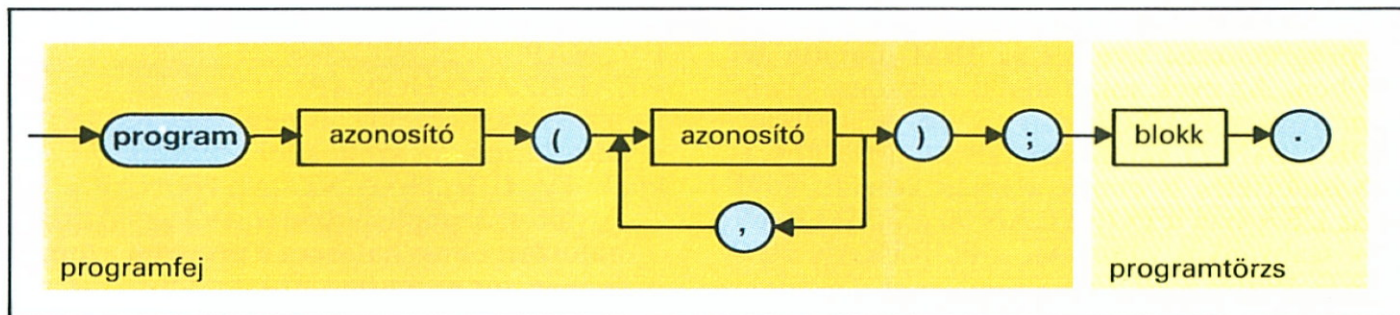 program azonosító ( azonosító ) ; blokk .
,
programfej programtörzs